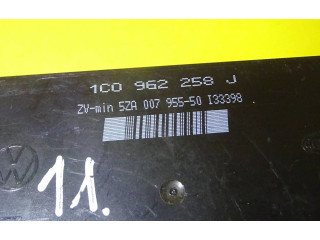 1C0 962 258 J
ZV-min 5ZA 007 955-50 I33398 .
11.